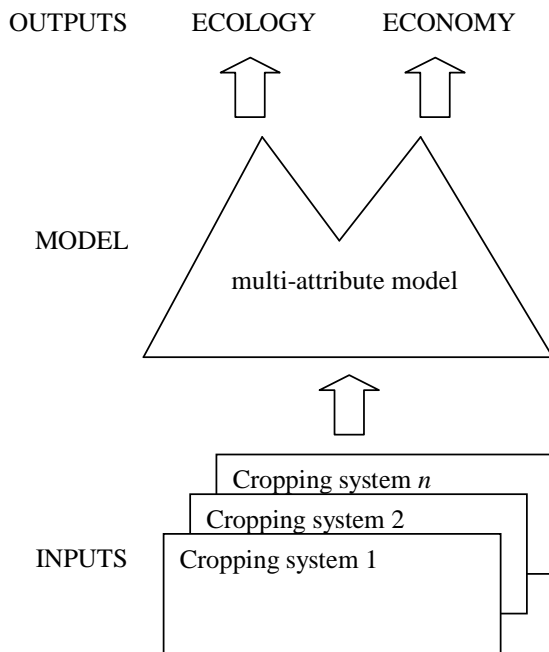 OUTPUTS ECOLOGY ECONOMY
MODEL
multi-attribute model
Cropping system n
Cropping system 2
INPUTS Cropping system 1